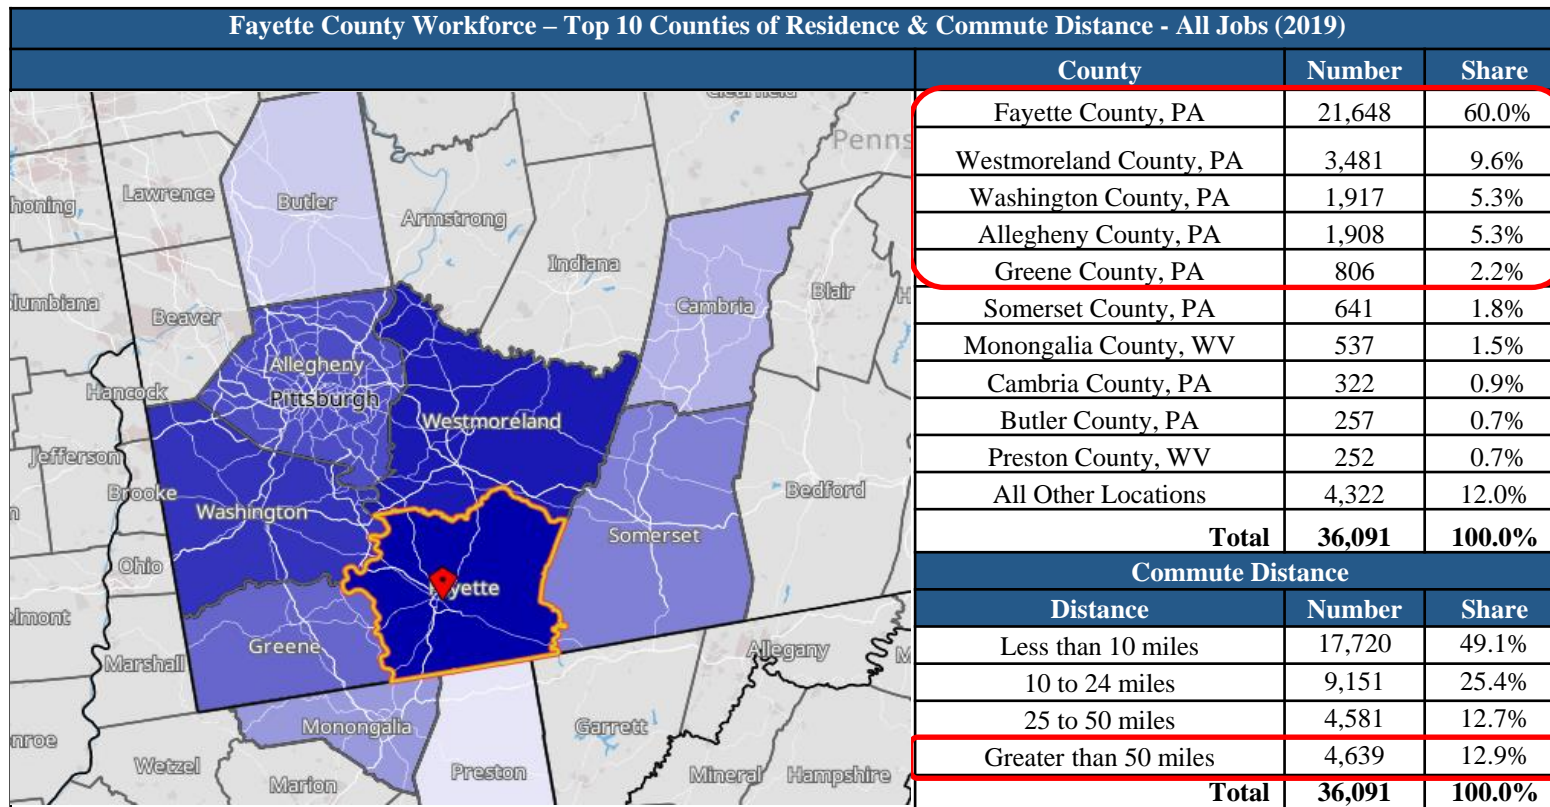 Fayette County Workforce – Top 10 Counties of Residence & Commute Distance - All Jobs (2019)
County Number Share
Fayette County, PA 21,648 60.0%
Westmoreland County, PA 3,481 9.6%
Washington County, PA 1,917 5.3%
Allegheny County, PA 1,908 5.3%
Greene County, PA 806 2.2%
Somerset County, PA 641 1.8%
Monongalia County, WV 537 1.5%
Cambria County, PA 322 0.9%
Butler County, PA 257 0.7%
Preston County, WV 252 0.7%
All Other Locations 4,322 12.0%
Total 36,091 100.0%
Commute Distance
Distance Number Share
Less than 10 miles 17,720 49.1%
10 to 24 miles 9,151 25.4%
25 to 50 miles 4,581 12.7%
Greater than 50 miles 4,639 12.9%
Total 36,091 100.0%
Penns
Lawrence
Butler
honing
Armstrong
Indiana
Blair
H
lumbiana
Beaver
Cambria
Allegheny
Hancock
Pittsburgh
Westmoreland
Jefferson
Brooke
Bedford
Washington
Somerset
Ohio
yette
elmont
Greene
Marshall
Allegany
M
Monongalia
Garrett
nroe
Wetzel
Preston
Marion
Mineral
Hampshire